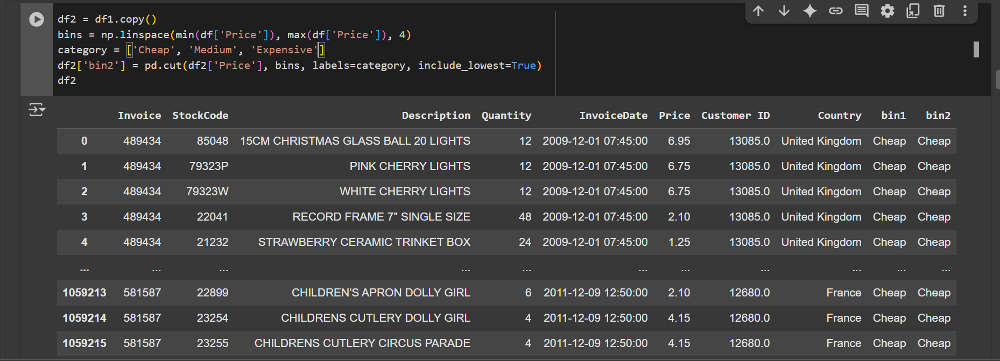 df2 = df1.copy()
bins = np.linspace(min(df['Price']), max(df['Price']), 4)
category = ['Cheap', 'Medium', 'Expensive']
df2['bin2'] = pd.cut(df2['Price'], bins, labels=category, include_lowest=True)
df2
Invoice StockCode Description Quantity InvoiceDate Price Customer ID Country bin1 bin2
0 489434 85048 15CM CHRISTMAS GLASS BALL 20 LIGHTS 12 2009-12-01 07:45:00 6.95 13085.0 United Kingdom Cheap Cheap
1 489434 79323P PINK CHERRY LIGHTS 12 2009-12-01 07:45:00 6.75 13085.0 United Kingdom Cheap Cheap
2 489434 79323W WHITE CHERRY LIGHTS 12 2009-12-01 07:45:00 6.75 13085.0 United Kingdom Cheap Cheap
3 489434 22041 RECORD FRAME 7" SINGLE SIZE 48 2009-12-01 07:45:00 2.10 13085.0 United Kingdom Cheap Cheap
4 489434 21232 STRAWBERRY CERAMIC TRINKET BOX 24 2009-12-01 07:45:00 1.25 13085.0 United Kingdom Cheap Cheap
... ... ... ... ... ... ... ... ... ... ...
1059213 581587 22899 CHILDREN'S APRON DOLLY GIRL 6 2011-12-09 12:50:00 2.10 12680.0 France Cheap Cheap
1059214 581587 23254 CHILDRENS CUTLERY DOLLY GIRL 4 2011-12-09 12:50:00 4.15 12680.0 France Cheap Cheap
1059215 581587 23255 CHILDRENS CUTLERY CIRCUS PARADE 4 2011-12-09 12:50:00 4.15 12680.0 France Cheap Cheap